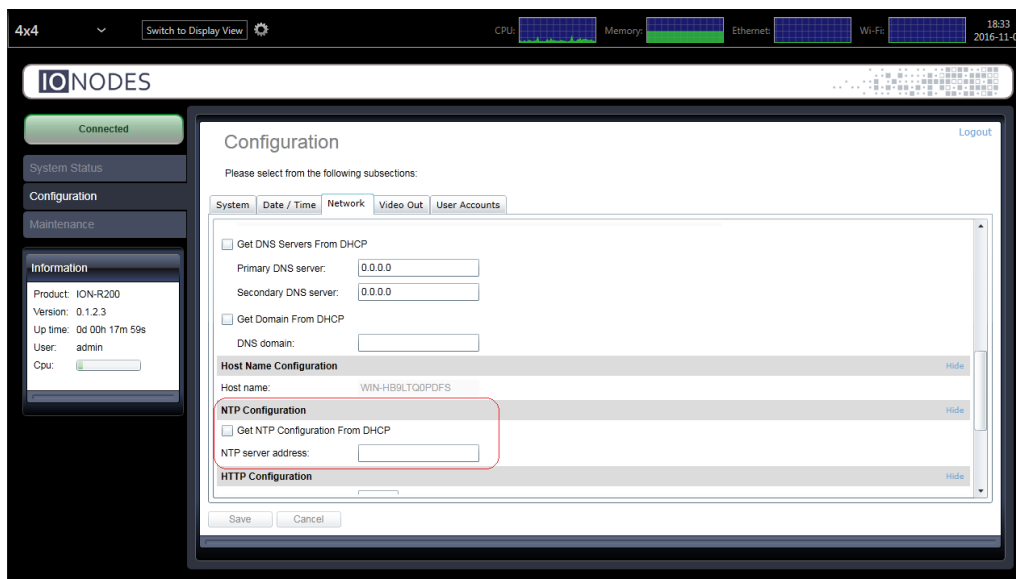 4x4 Switch to Display View CPU: Memory: Ethernet: Wi-Fi: 18:33
2016-11-0
IONODES
Connected
System Status
Configuration
Maintenance
Information
Product: ION-R200
Version: 0.1.2.3
Up time: 0d 00h 17m 59s
User: admin
Cpu:
Logout
Configuration
Please select from the following subsections:
System Date / Time Network Video Out User Accounts
Get DNS Servers From DHCP
Primary DNS server: 0.0.0.0
Secondary DNS server: 0.0.0.0
Get Domain From DHCP
DNS domain:
Host Name Configuration Hide
Host name: WIN-HB9LTQ0PDFS
NTP Configuration Hide
Get NTP Configuration From DHCP
NTP server address:
HTTP Configuration Hide
Save Cancel